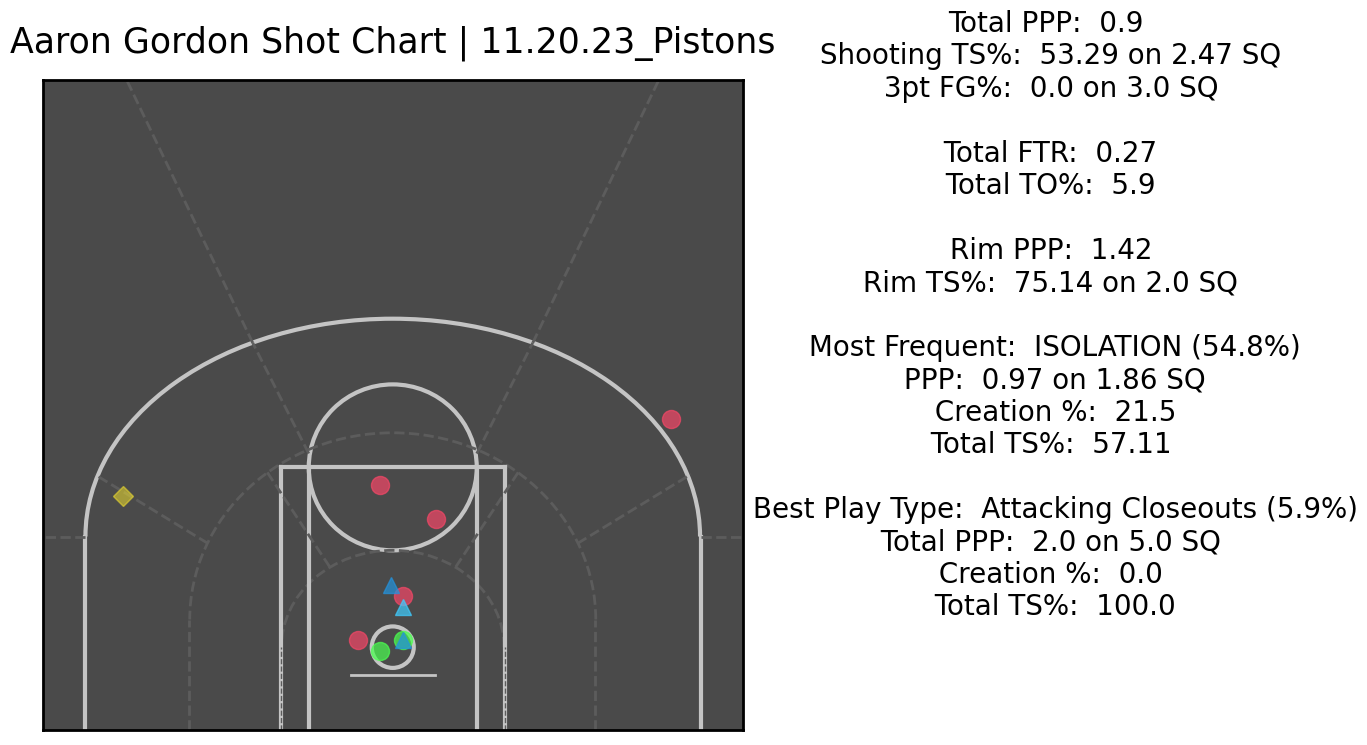 Aaron Gordon Shot Chart | 11.20.23_Pistons
Total PPP: 0.9
Shooting TS%: 53.29 on 2.47 SQ
3pt FG%: 0.0 on 3.0 SQ
Total FTR: 0.27
Total TO%: 5.9
Rim PPP: 1.42
Rim TS%: 75.14 on 2.0 SQ
Most Frequent: ISOLATION (54.8%)
PPP: 0.97 on 1.86 SQ
Creation %: 21.5
Total TS%: 57.11
Best Play Type: Attacking Closeouts (5.9%)
Total PPP: 2.0 on 5.0 SQ
Creation %: 0.0
Total TS%: 100.0